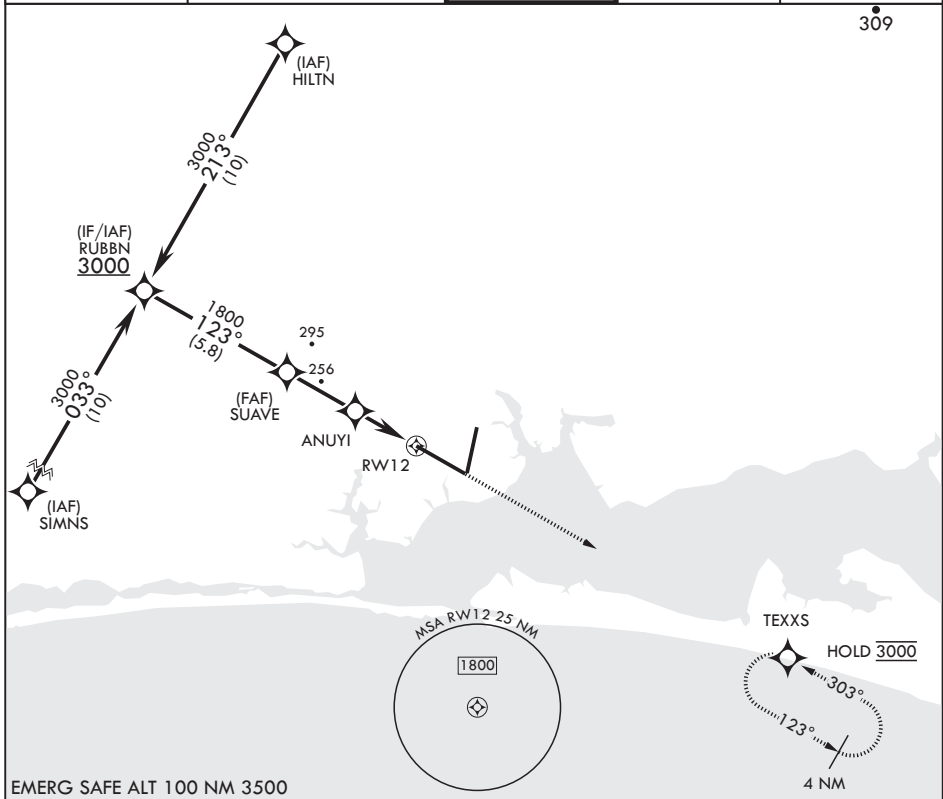 309
(IAF)
HILTN
3000
213°
(10)
(IF/IAF)
RUBBN
3000
1800
123°
(5.8)
295
256
(FAF)
SUAVE
3000
033°
(10)
ANUYI
RW12
(IAF)
SIMNS
MSA RW12 25 NM
1800
TEXXS
HOLD 3000
303°
123°
4 NM
EMERG SAFE ALT 100 NM 3500